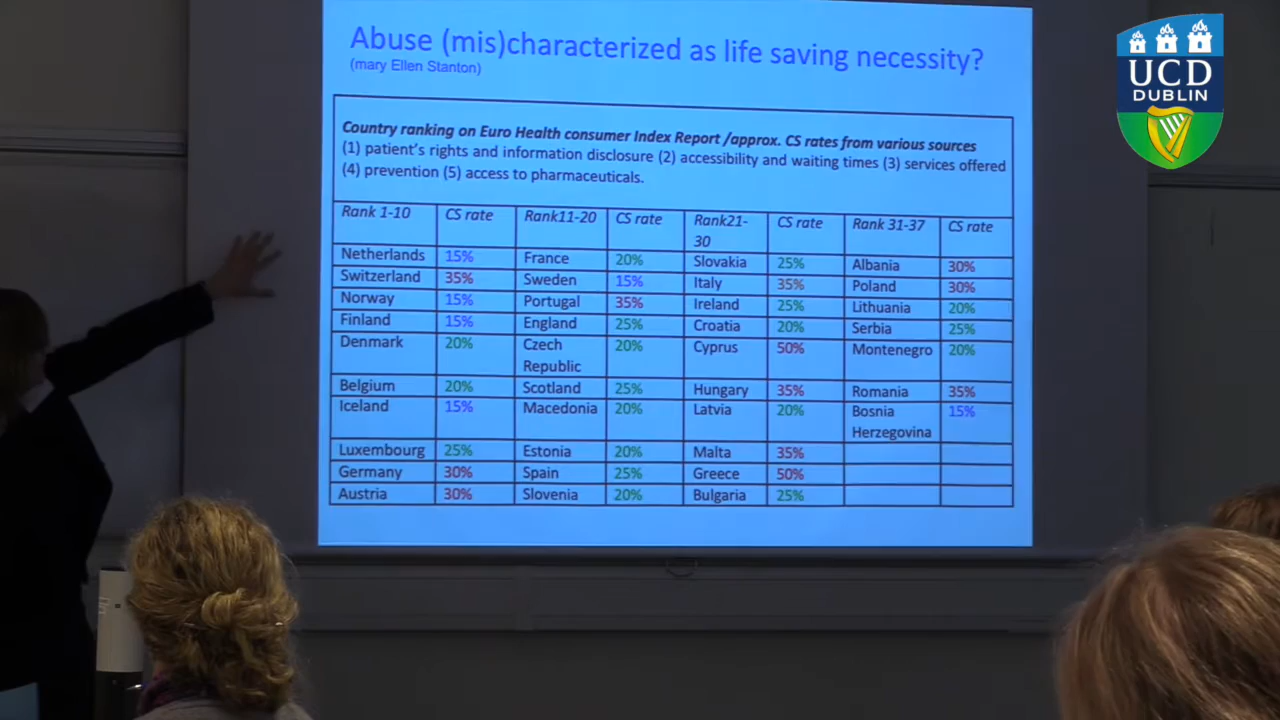 Abuse (mis)characterized as life saving necessity?
(mary Ellen Stanton)
UCD
DUBLIN
Country ranking on Euro Health consumer Index Report /approx. CS rates from various sources
(1) patient's rights and information disclosure (2) accessibility and waiting times (3) services offered
(4) prevention (5) access to pharmaceuticals.
Rank 1-10 CS rate Rank11-20 CS rate Rank21- CS rate Rank 31-37 CS rate
30
Netherlands 15% France 20% Slovakia 25% Albania 30%
Switzerland 35% Sweden 15% Italy 35% Poland 30%
Norway 15% Portugal 35% Ireland 25% Lithuania 20%
Finland 15% England 25% Croatia 20% Serbia 25%
Denmark 20% Czech 20% Cyprus 50% Montenegro 20%
Republic
Belgium 20% Scotland 25% Hungary 35% Romania 35%
Iceland 15% Macedonia 20% Latvia 20% Bosnia 15%
Herzegovina
Luxembourg 25% Estonia 20% Malta 35%
Germany 30% Spain 25% Greece 50%
Austria 30% Slovenia 20% Bulgaria 25%